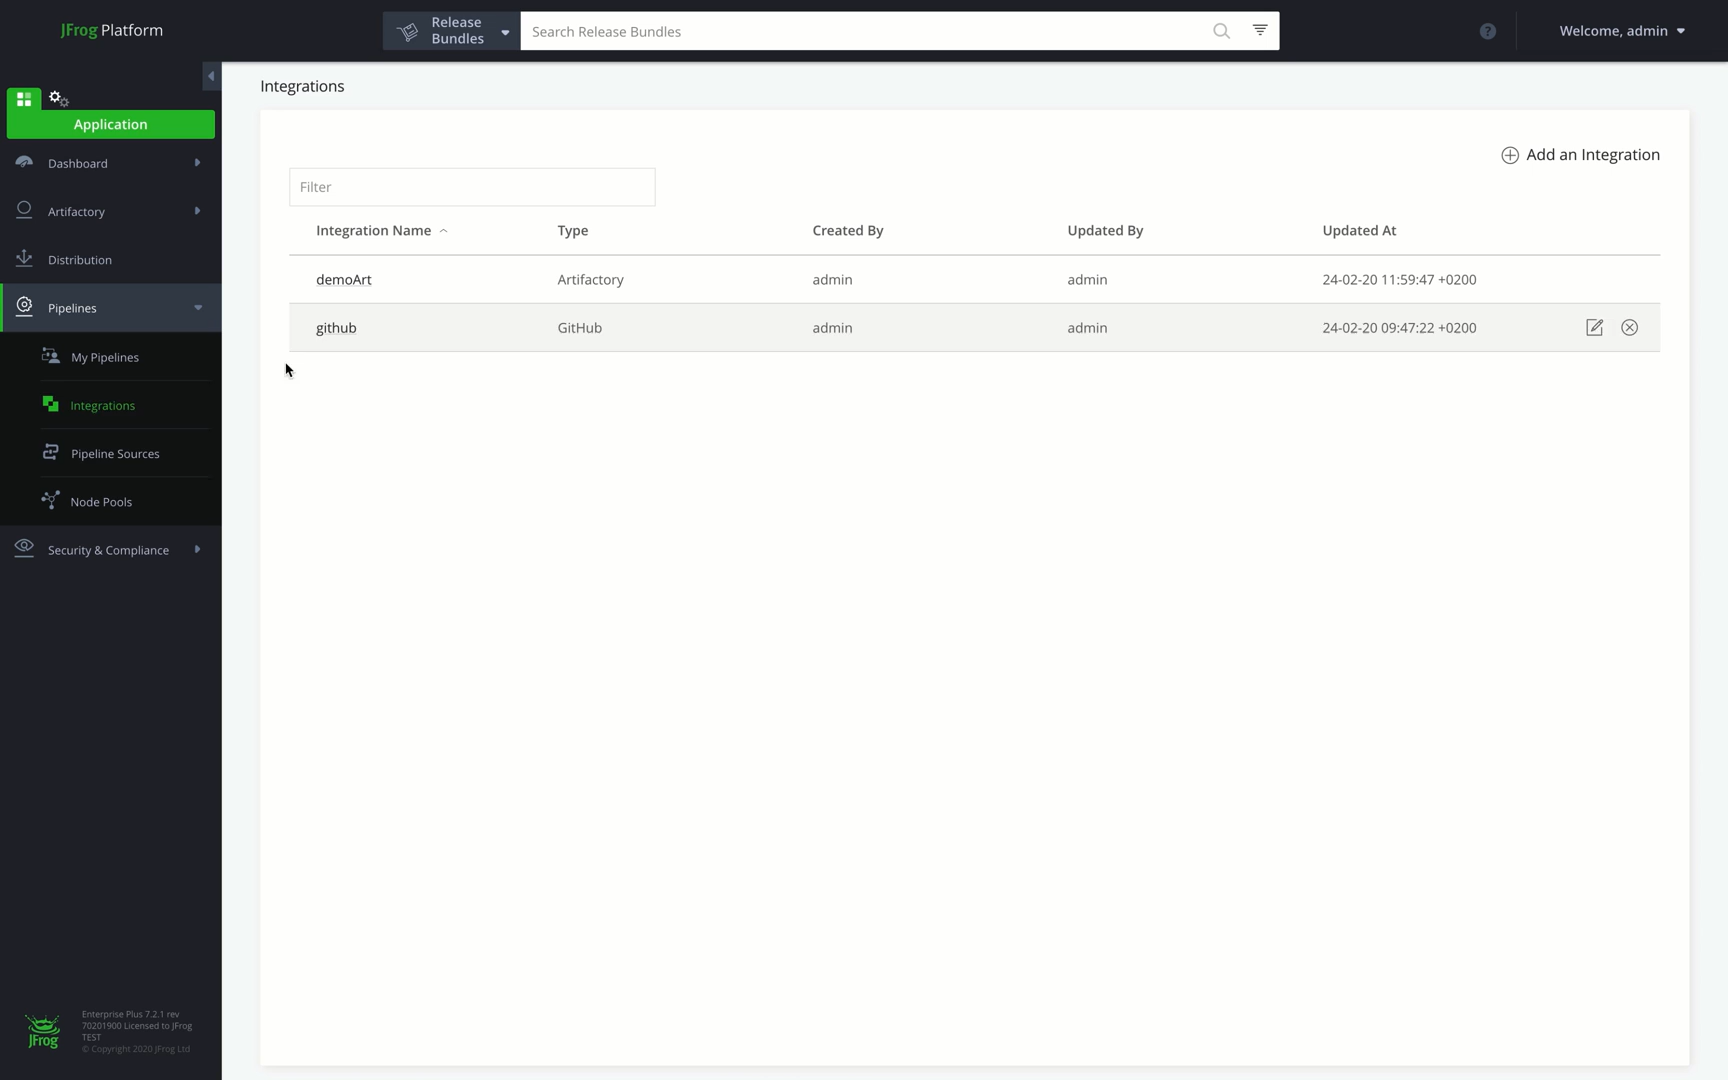 JFrog Platform
Release Bundles
Search Release Bundles
?
Welcome, admin
Application
Dashboard
Artifactory
Distribution
Pipelines
My Pipelines
Integrations
Pipeline Sources
Node Pools
Security & Compliance
JFrog
Enterprise Plus 7.2.1 rev
70201900 Licensed to JFrog
TEST
© Copyright 2020 JFrog Ltd
Integrations
Add an Integration
Filter
Integration Name Type Created By Updated By Updated At
demoArt Artifactory admin admin 24-02-20 11:59:47 +0200
github GitHub admin admin 24-02-20 09:47:22 +0200